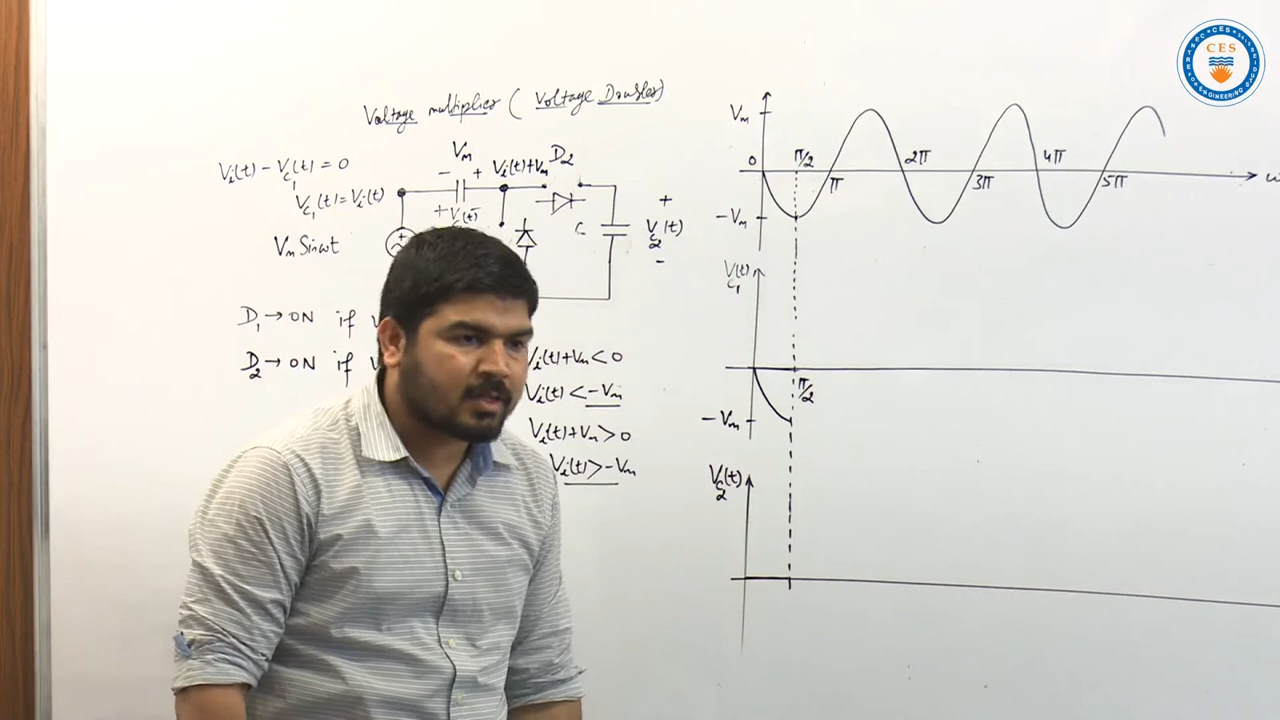 Voltage multiplier (Voltage Doubler)
Vi(t) - Vc1(t) = 0
Vc1(t) = Vi(t)
Vm Sinωt
Vm
- +
Vi(t)+Vm
D2
+
C
+
Vc2(t)
-
D1 → ON if
D2 → ON if
Vi(t)+Vm < 0
Vi(t) < -Vm
Vi(t)+Vm > 0
Vi(t) > -Vm
Vm
0
π/2
π
2π
3π
4π
5π
-Vm
Vc1(t)
π/2
-Vm
Vc2(t)
CES